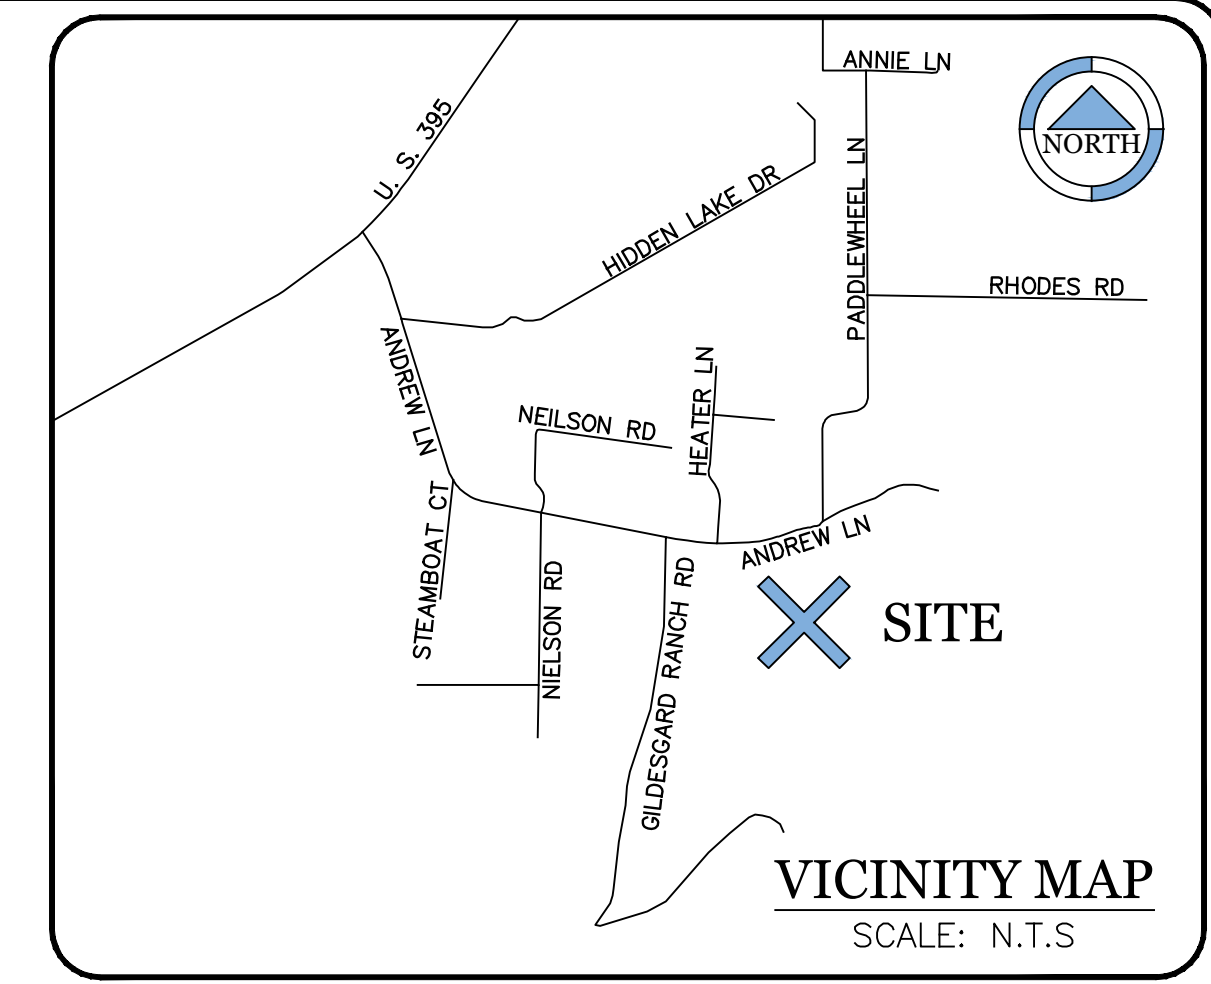 ANNIE LN
U. S. 395
NORTH
HIDDEN LAKE DR
PADDLEWHEEL LN
RHODES RD
ANDREW LN
HEATER LN
NEILSON RD
STEAMBOAT CT
ANDREW LN
NIELSON RD
GILDESGARD RANCH RD
SITE
VICINITY MAP
SCALE: N.T.S